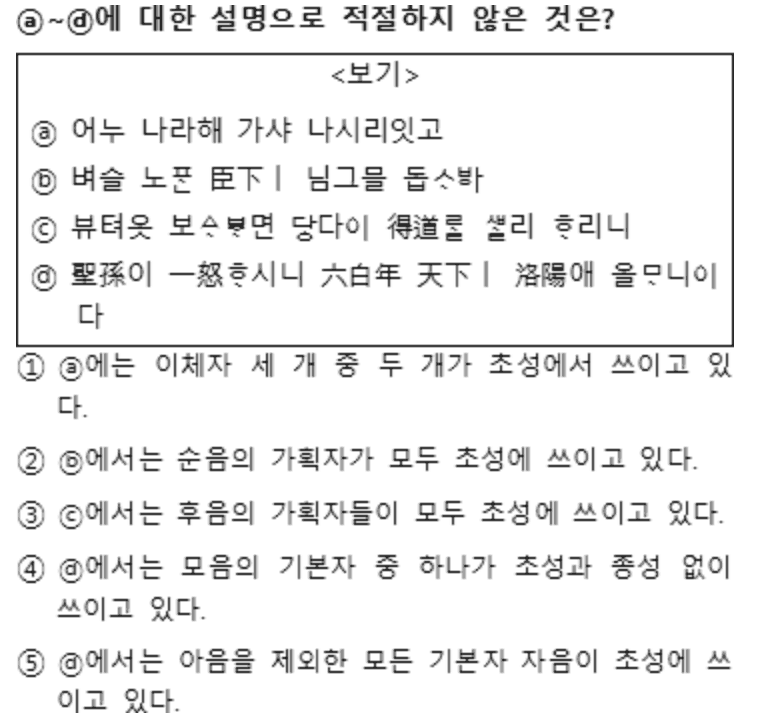 ⓐ~ⓓ에 대한 설명으로 적절하지 않은 것은?
<보기>
ⓐ 어누 나라해 가샤 나시리잇고
ⓑ 벼슬 노ᄑᆞᆫ 臣下ㅣ 님그믈 돕ᄉᆞᄫᅡ
ⓒ 뷰텨옷 보ᄉᆞᄫᆞ면 당다이 得道ᄅᆞᆯ ᄲᆞᆯ리 ᄒᆞ리니
ⓓ 聖孫이 一怒ᄒᆞ시니 六白年 天下ㅣ 洛陽애 올ᄆᆞ니이
다
① ⓐ에는 이체자 세 개 중 두 개가 초성에서 쓰이고 있
다.
② ⓑ에서는 순음의 가획자가 모두 초성에 쓰이고 있다.
③ ⓒ에서는 후음의 가획자들이 모두 초성에 쓰이고 있다.
④ ⓓ에서는 모음의 기본자 중 하나가 초성과 종성 없이
쓰이고 있다.
⑤ ⓓ에서는 아음을 제외한 모든 기본자 자음이 초성에 쓰
이고 있다.